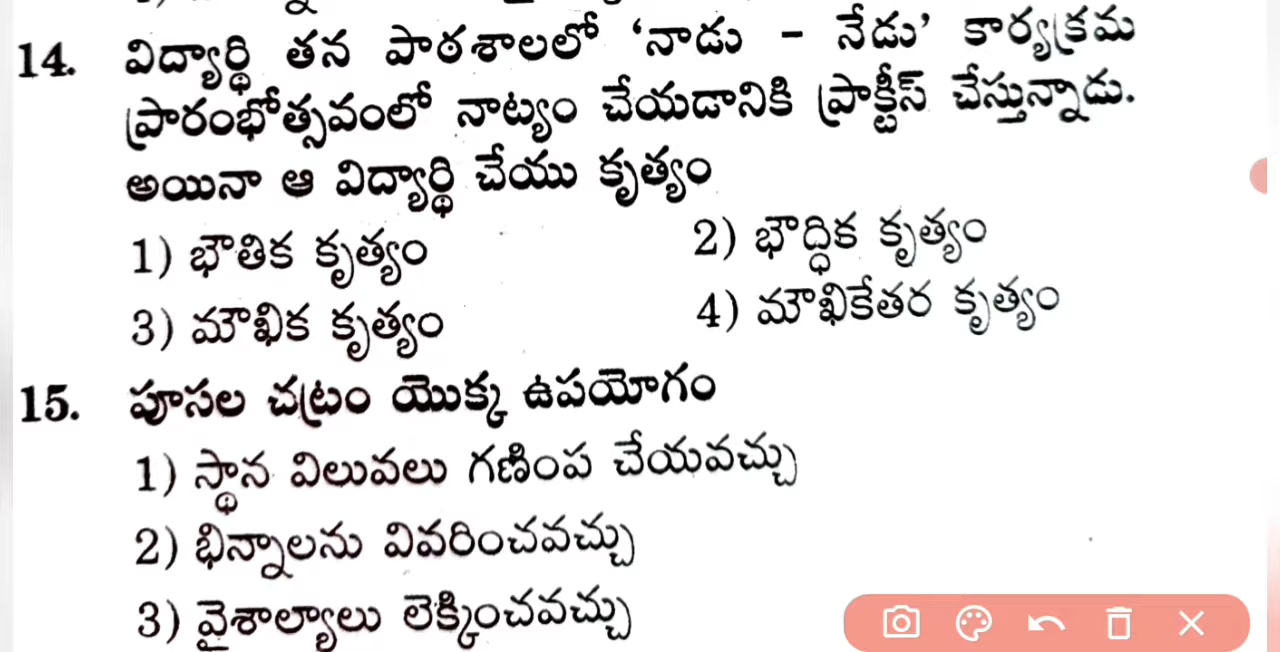 14. విద్యార్థి తన పాఠశాలలో ‘నాడు – నేడు’ కార్యక్రమ
ప్రారంభోత్సవంలో నాట్యం చేయడానికి ప్రాక్టీస్ చేస్తున్నాడు.
అయినా ఆ విద్యార్థి చేయు కృత్యం
1) భౌతిక కృత్యం 2) భౌద్ధిక కృత్యం
3) మౌఖిక కృత్యం 4) మౌఖికేతర కృత్యం
15. పూసల చట్రం యొక్క ఉపయోగం
1) స్థాన విలువలు గణింప చేయవచ్చు
2) భిన్నాలను వివరించవచ్చు
3) వైశాల్యాలు లెక్కించవచ్చు